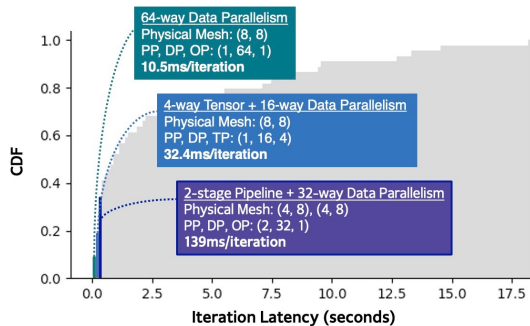 64-way Data Parallelism
Physical Mesh: (8, 8)
PP, DP, OP: (1, 64, 1)
10.5ms/iteration
4-way Tensor + 16-way Data Parallelism
Physical Mesh: (8, 8)
PP, DP, TP: (1, 16, 4)
32.4ms/iteration
2-stage Pipeline + 32-way Data Parallelism
Physical Mesh: (4, 8), (4, 8)
PP, DP, OP: (2, 32, 1)
139ms/iteration
CDF
1.0
0.8
0.6
0.4
0.2
0.0
0.0 2.5 5.0 7.5 10.0 12.5 15.0 17.5
Iteration Latency (seconds)